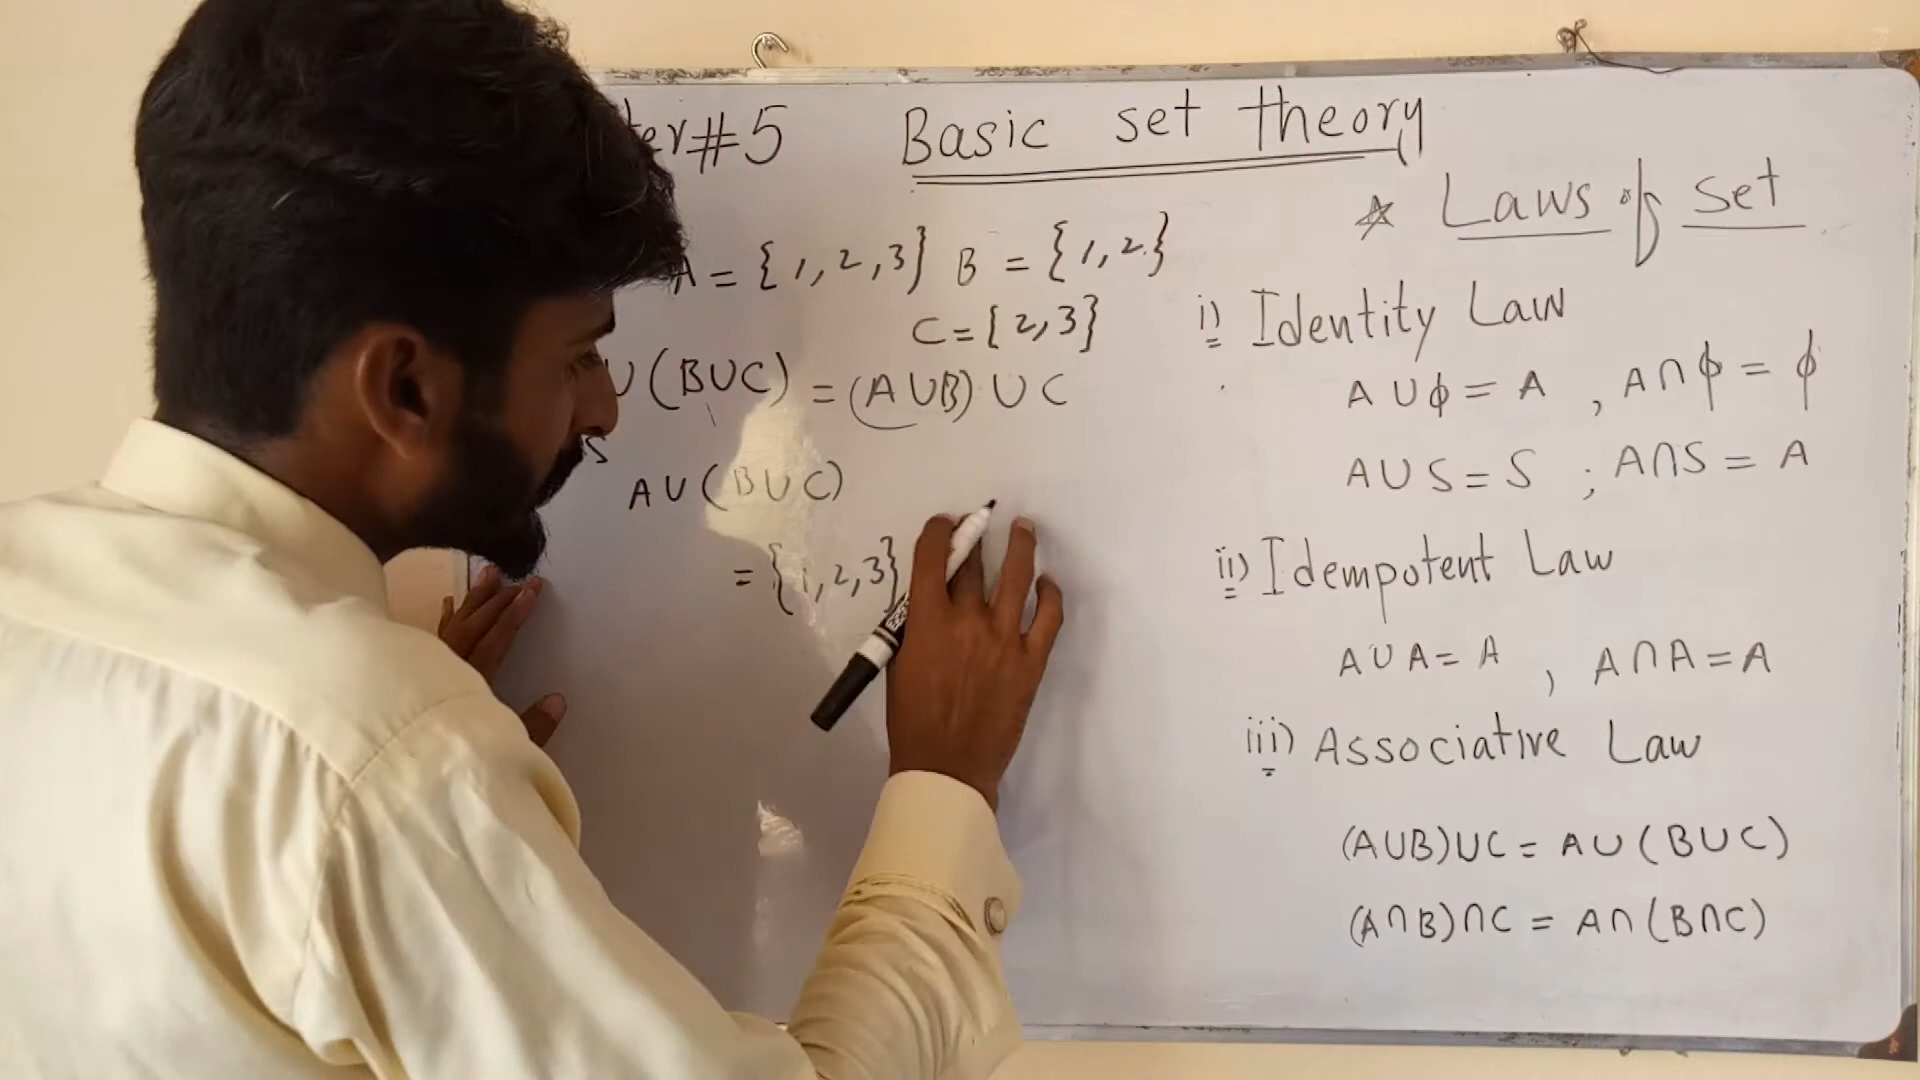 #5 Basic set theory
A = {1, 2, 3} B = {1, 2}
C = {2, 3}
U (BUC) = (AUB) U C
AU (BUC)
= {1, 2, 3}
☆ Laws of set
i) Identity Law
A U ϕ = A , A ∩ ϕ = ϕ
A U S = S ; A ∩ S = A
ii) Idempotent Law
A U A = A , A ∩ A = A
iii) Associative Law
(AUB)UC = AU (BUC)
(A∩B)∩C = A∩ (B∩C)